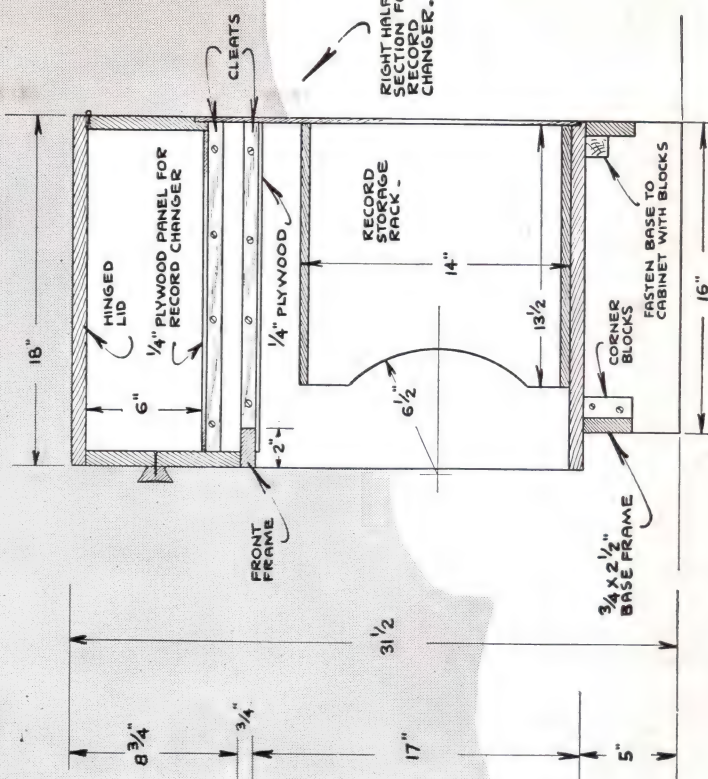 18"
HINGED
LID
1/4" PLYWOOD PANEL FOR
RECORD CHANGER
CLEATS
6"
RIGHT HALF
SECTION FO
RECORD
CHANGER.
2"
1/4" PLYWOOD
FRONT
FRAME
RECORD
STORAGE
RACK -
14"
13 1/2
6 1/2"
CORNER
BLOCKS
FASTEN BASE TO
CABINET WITH BLOCKS
3/4 X 2 1/2"
BASE FRAME
16"
31 1/2
8 3/4"
3/4"
17"
5"